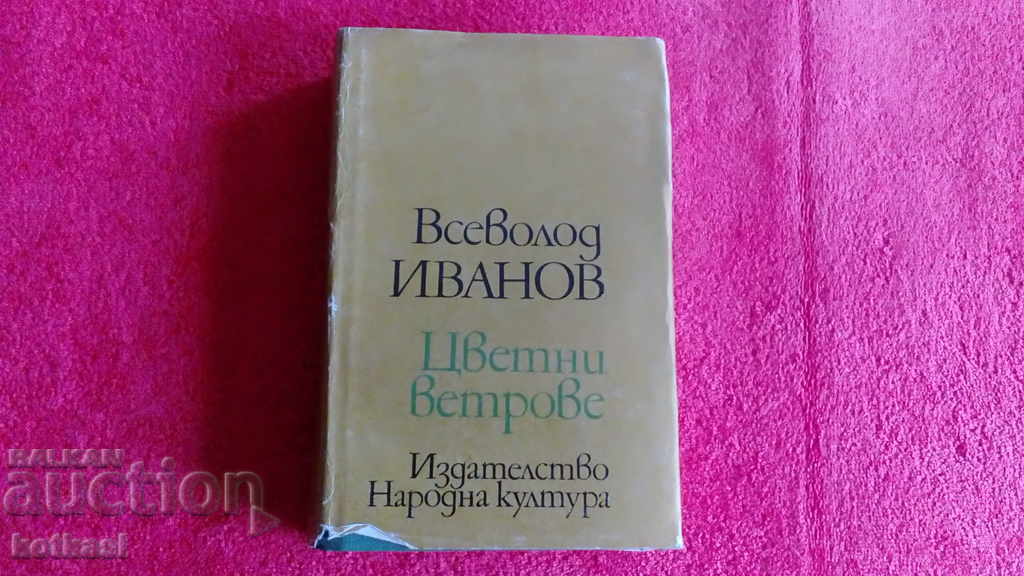 Всеволод
ИВАНОВ
Цветни
ветрове
Издателство
Народна култура
BALKAN
auction
kotkasl